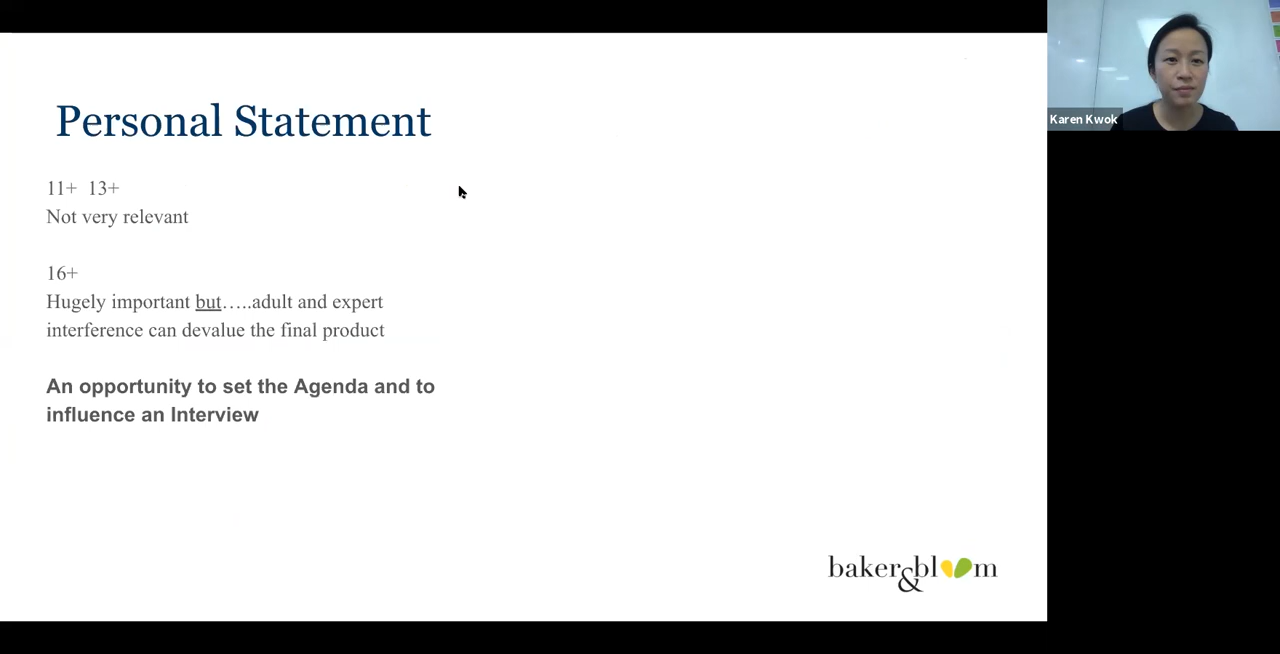 Personal Statement
11+ 13+
Not very relevant
16+
Hugely important but…..adult and expert
interference can devalue the final product
An opportunity to set the Agenda and to
influence an Interview
baker&bloom
Karen Kwok